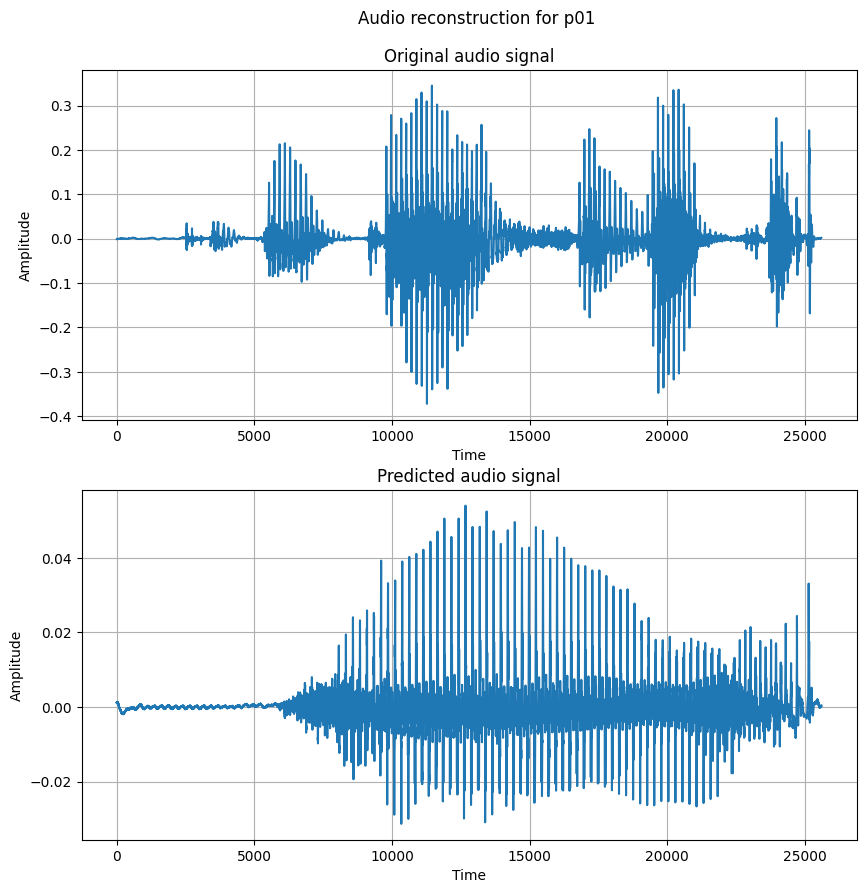 Audio reconstruction for p01
Original audio signal
Amplitude
0.3
0.2
0.1
0.0
−0.1
−0.2
−0.3
−0.4
0 5000 10000 15000 20000 25000
Time
Predicted audio signal
Amplitude
0.04
0.02
0.00
−0.02
0 5000 10000 15000 20000 25000
Time